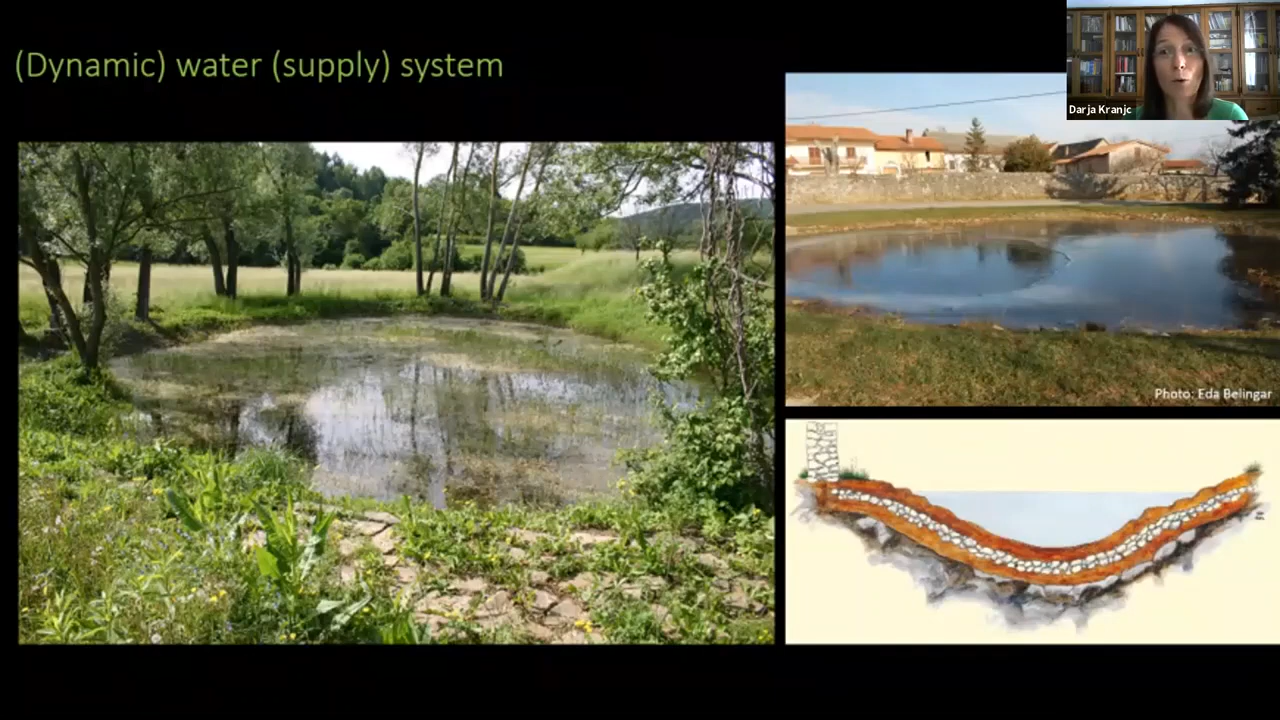 (Dynamic) water (supply) system
Darja Kranjc
Photo: Eda Belingar